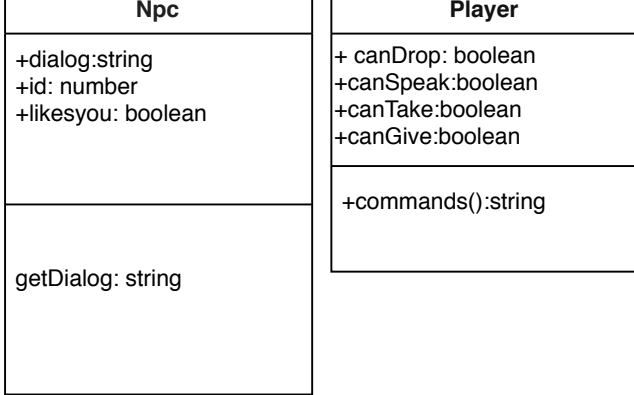 Npc
+dialog:string
+id: number
+likesyou: boolean
getDialog: string
Player
+ canDrop: boolean
+canSpeak:boolean
+canTake:boolean
+canGive:boolean
+commands():string